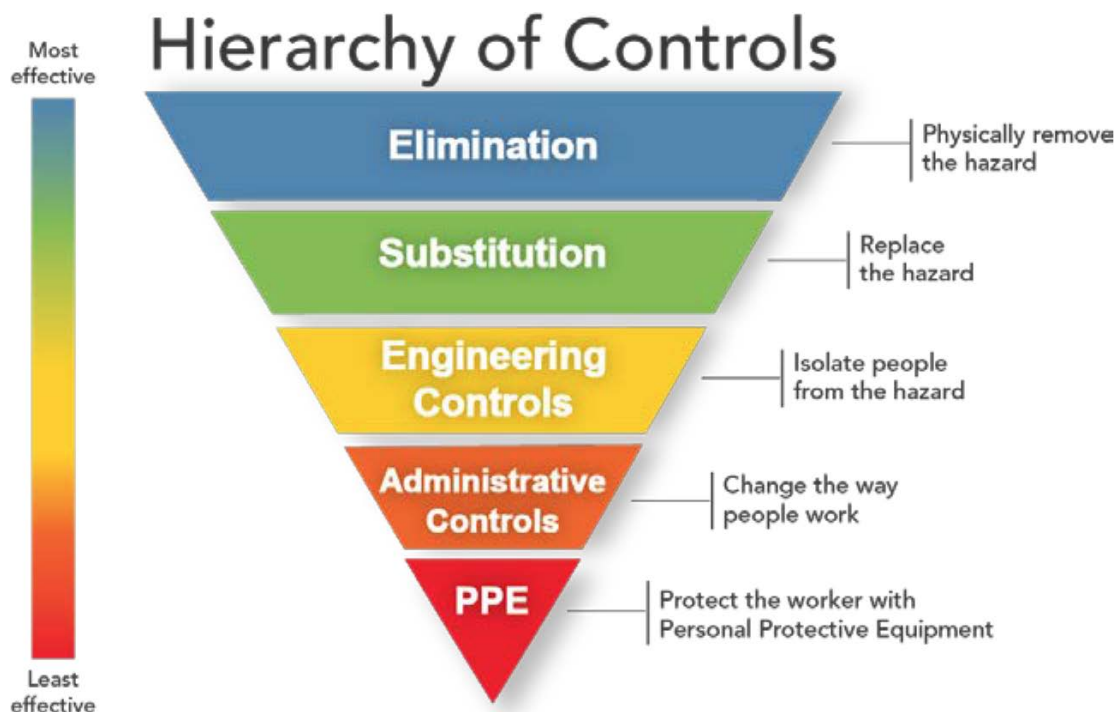 Hierarchy of Controls
Most
effective
Elimination
Physically remove
the hazard
Substitution
Replace
the hazard
Engineering
Controls
Isolate people
from the hazard
Administrative
Controls
Change the way
people work
PPE
Protect the worker with
Personal Protective Equipment
Least
effective